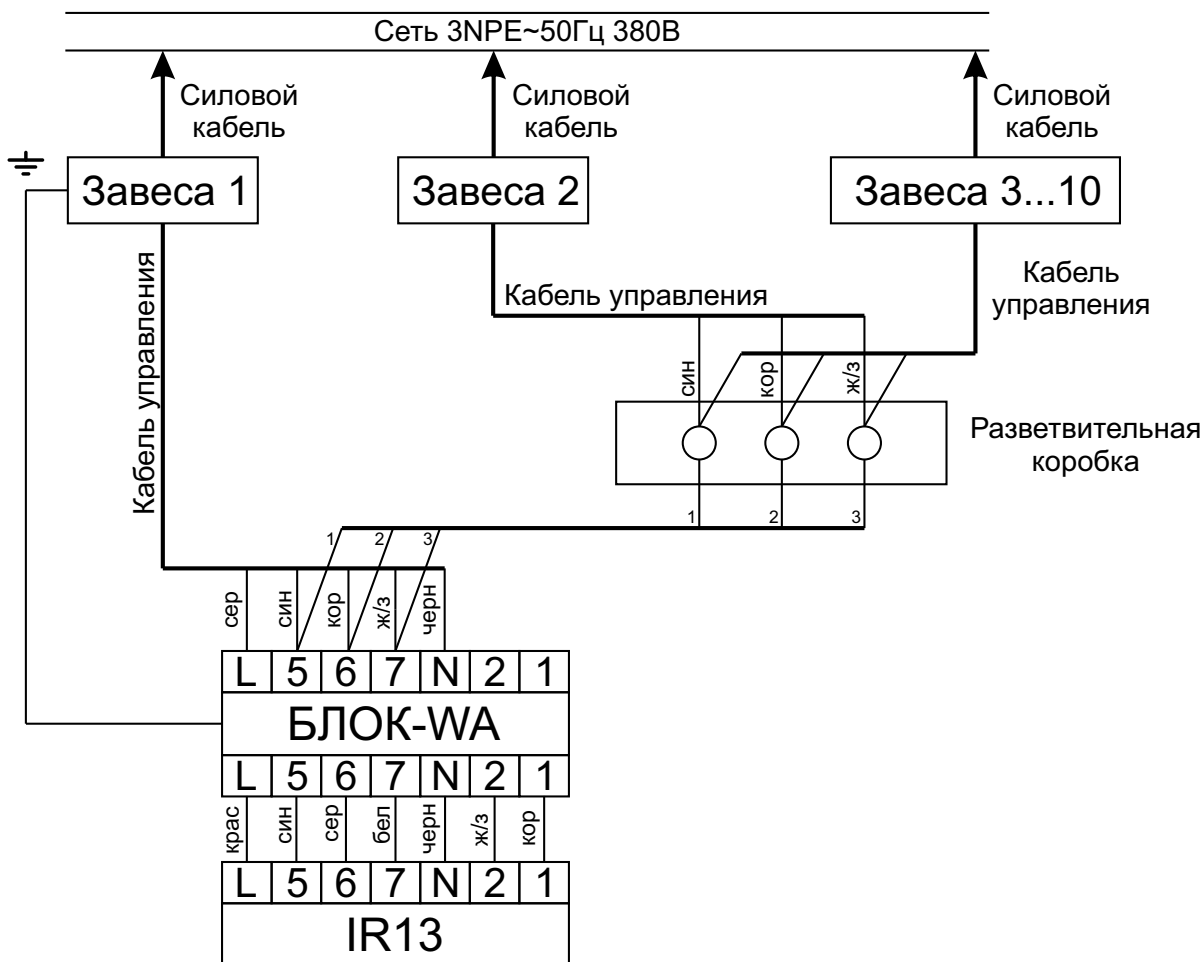 Сеть 3NPE~50Гц 380В
Силовой
кабель
Силовой
кабель
Силовой
кабель
Завеса 1
Завеса 2
Завеса 3...10
Кабель управления
Кабель управления
Кабель
управления
син
кор
ж/з
Разветвительная
коробка
1
2
3
1
2
3
сер
син
кор
ж/з
черн
L 5 6 7 N 2 1
БЛОК-WA
L 5 6 7 N 2 1
крас
син
сер
бел
черн
ж/з
кор
L 5 6 7 N 2 1
IR13